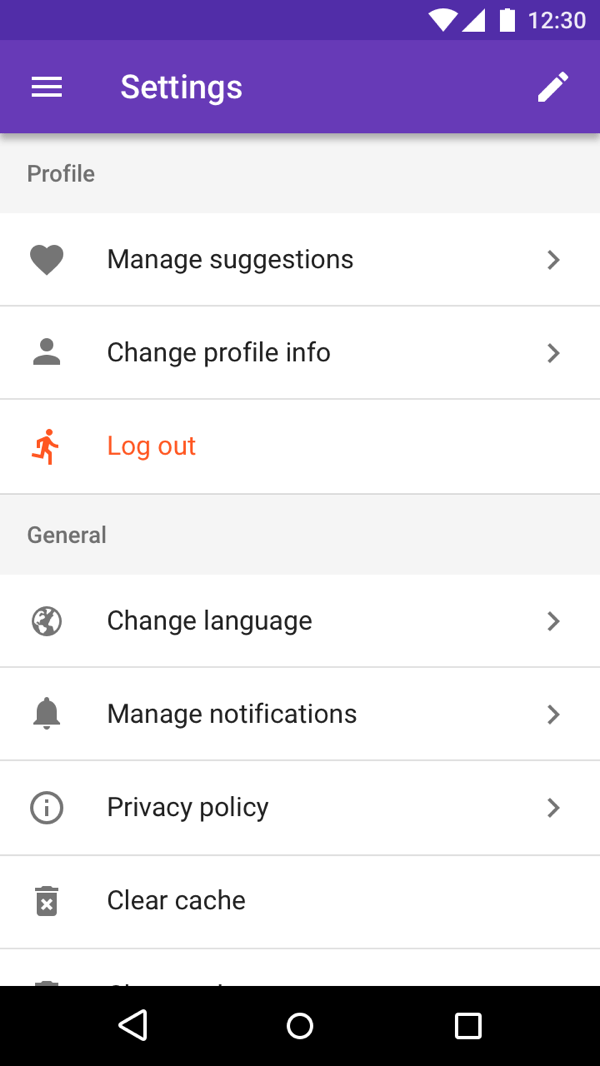 12:30
Settings
Profile
Manage suggestions
Change profile info
Log out
General
Change language
Manage notifications
Privacy policy
Clear cache